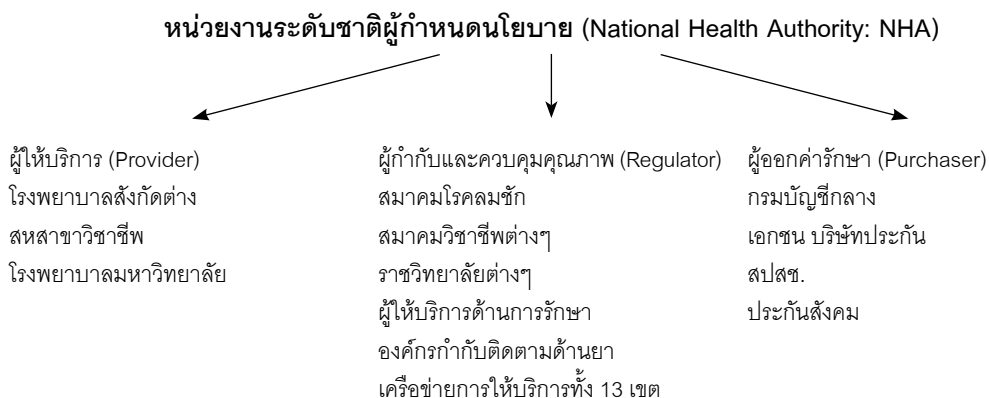 หน่วยงานระดับชาติผู้กำหนดนโยบาย (National Health Authority: NHA)
ผู้ให้บริการ (Provider)
โรงพยาบาลสังกัดต่าง
สหสาขาวิชาชีพ
โรงพยาบาลมหาวิทยาลัย
ผู้กำกับและควบคุมคุณภาพ (Regulator)
สมาคมโรคลมชัก
สมาคมวิชาชีพต่างๆ
ราชวิทยาลัยต่างๆ
ผู้ให้บริการด้านการรักษา
องค์กรกำกับติดตามด้านยา
เครือข่ายการให้บริการทั้ง 13 เขต
ผู้ออกค่ารักษา (Purchaser)
กรมบัญชีกลาง
เอกชน บริษัทประกัน
สปสช.
ประกันสังคม